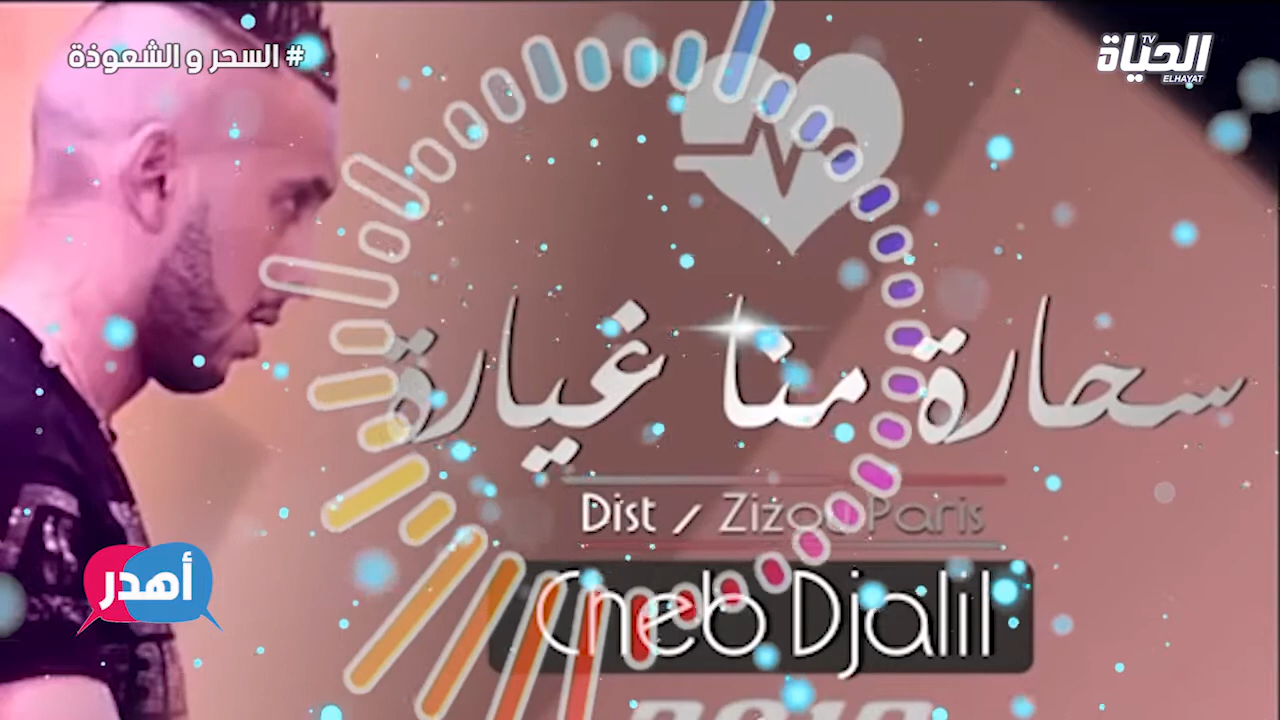 # السحر و الشعوذة
الحياة TV
ELHAYAT
سحارة منا غيارة
Dist / Zizou Paris
Cheb Djalil
أهدر